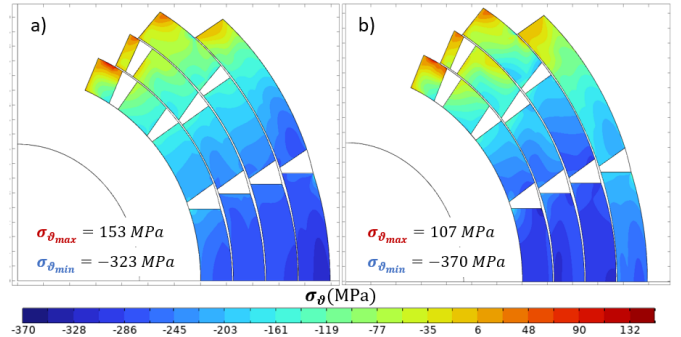 a)
b)
σϑmax = 153 MPa
σϑmin = −323 MPa
σϑmax = 107 MPa
σϑmin = −370 MPa
σϑ(MPa)
-370 -328 -286 -245 -203 -161 -119 -77 -35 6 48 90 132